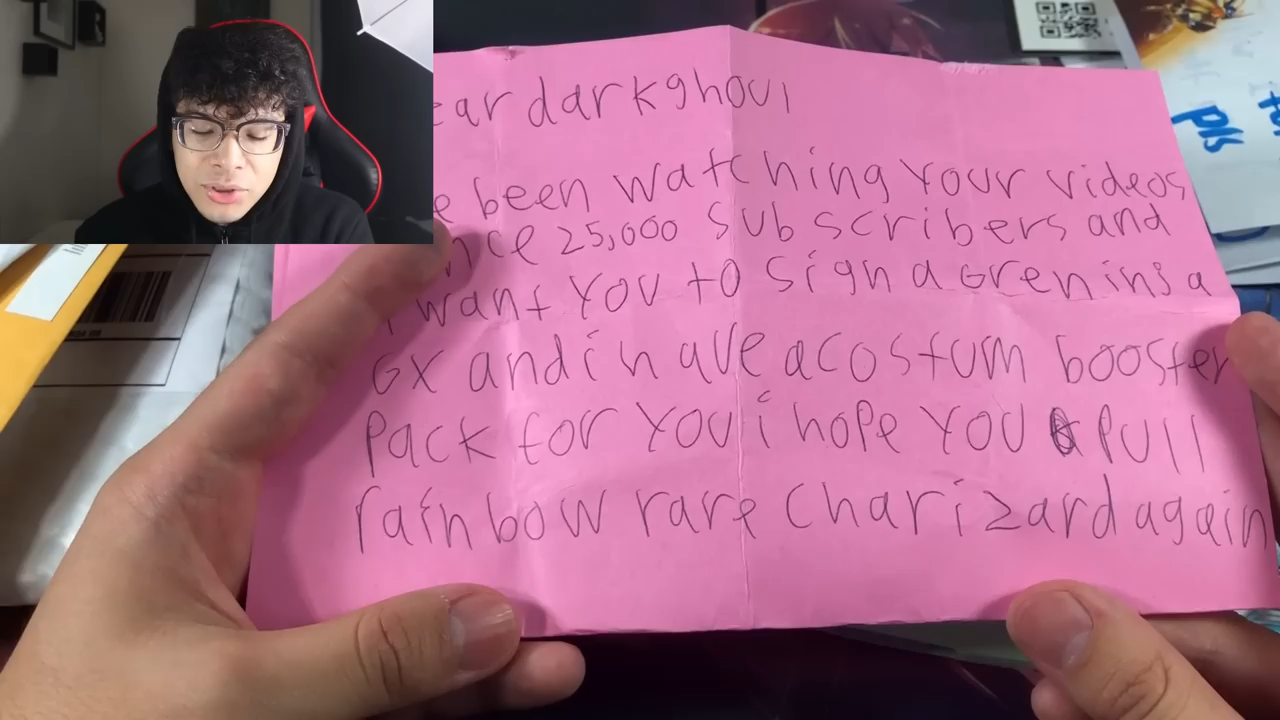 ear darkghoul
e been watching your videos
nce 25,000 subscribers and
i want you to sign a Greninja
GX and i have a costum booster
pack for you i hope you pull
rainbow rare charizard again
pls